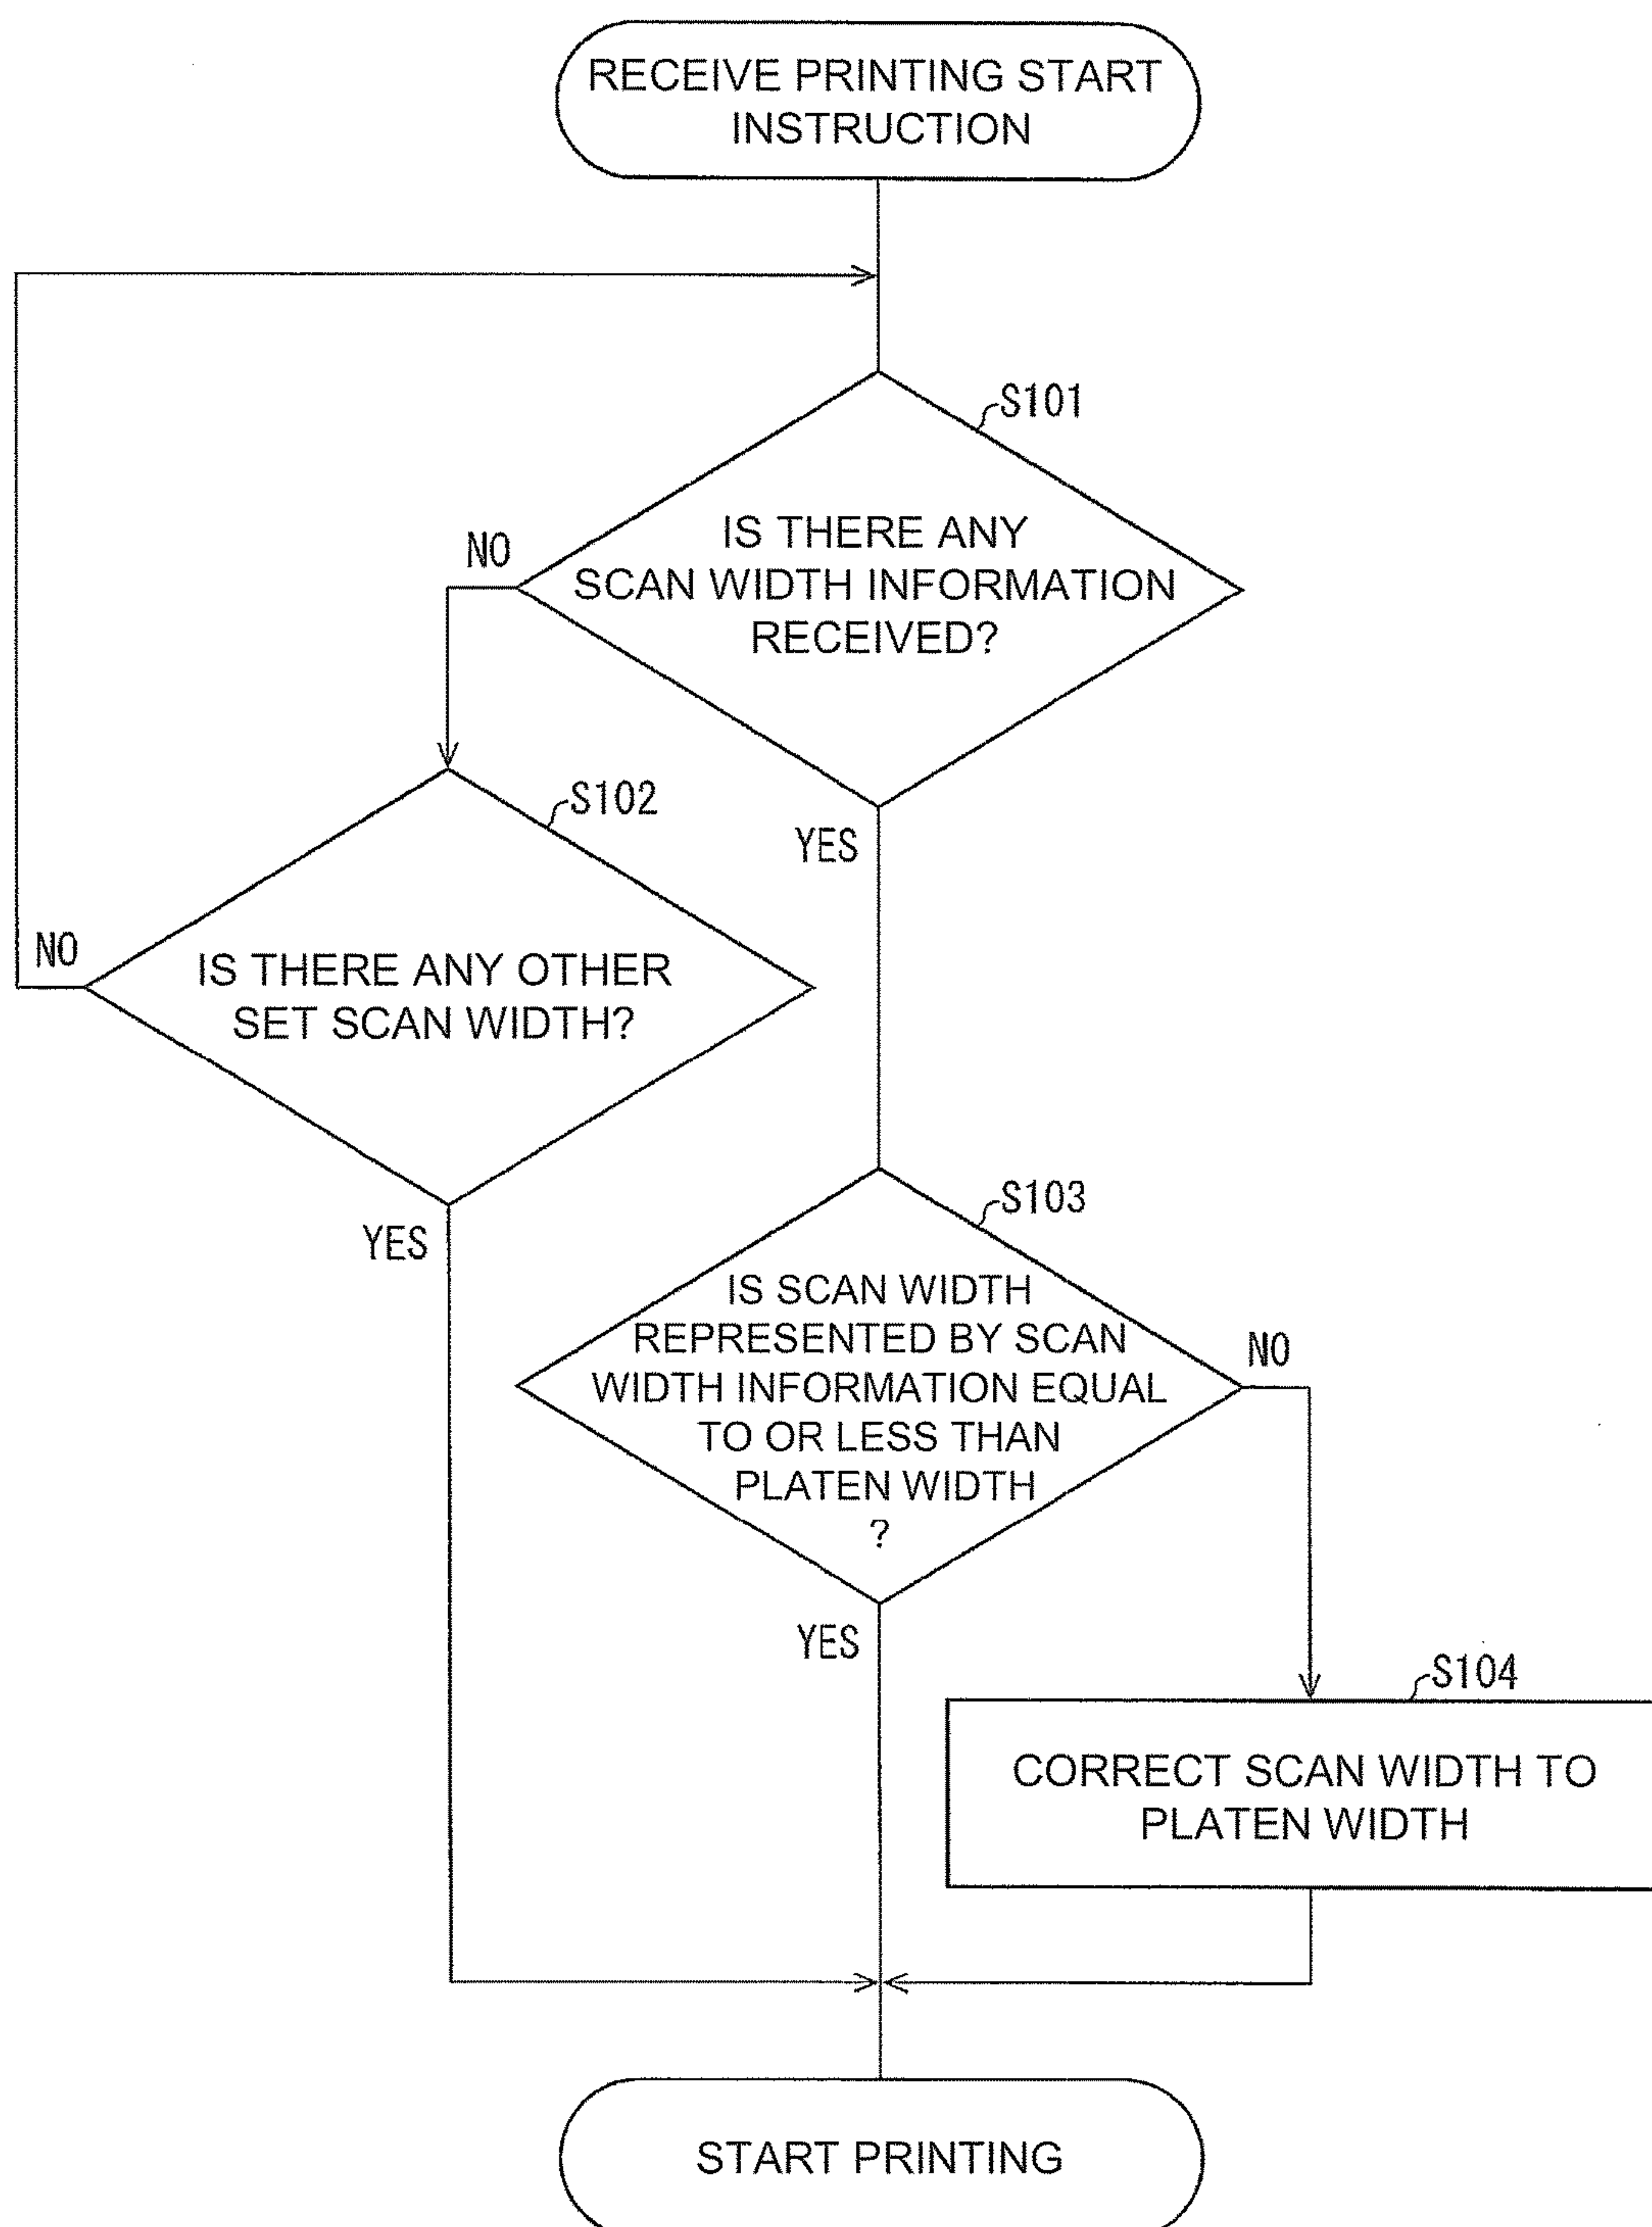 RECEIVE PRINTING START
INSTRUCTION
S101
IS THERE ANY
SCAN WIDTH INFORMATION
RECEIVED?
NO
YES
S102
IS THERE ANY OTHER
SET SCAN WIDTH?
NO
YES
S103
IS SCAN WIDTH
REPRESENTED BY SCAN
WIDTH INFORMATION EQUAL
TO OR LESS THAN
PLATEN WIDTH
?
NO
YES
S104
CORRECT SCAN WIDTH TO
PLATEN WIDTH
START PRINTING